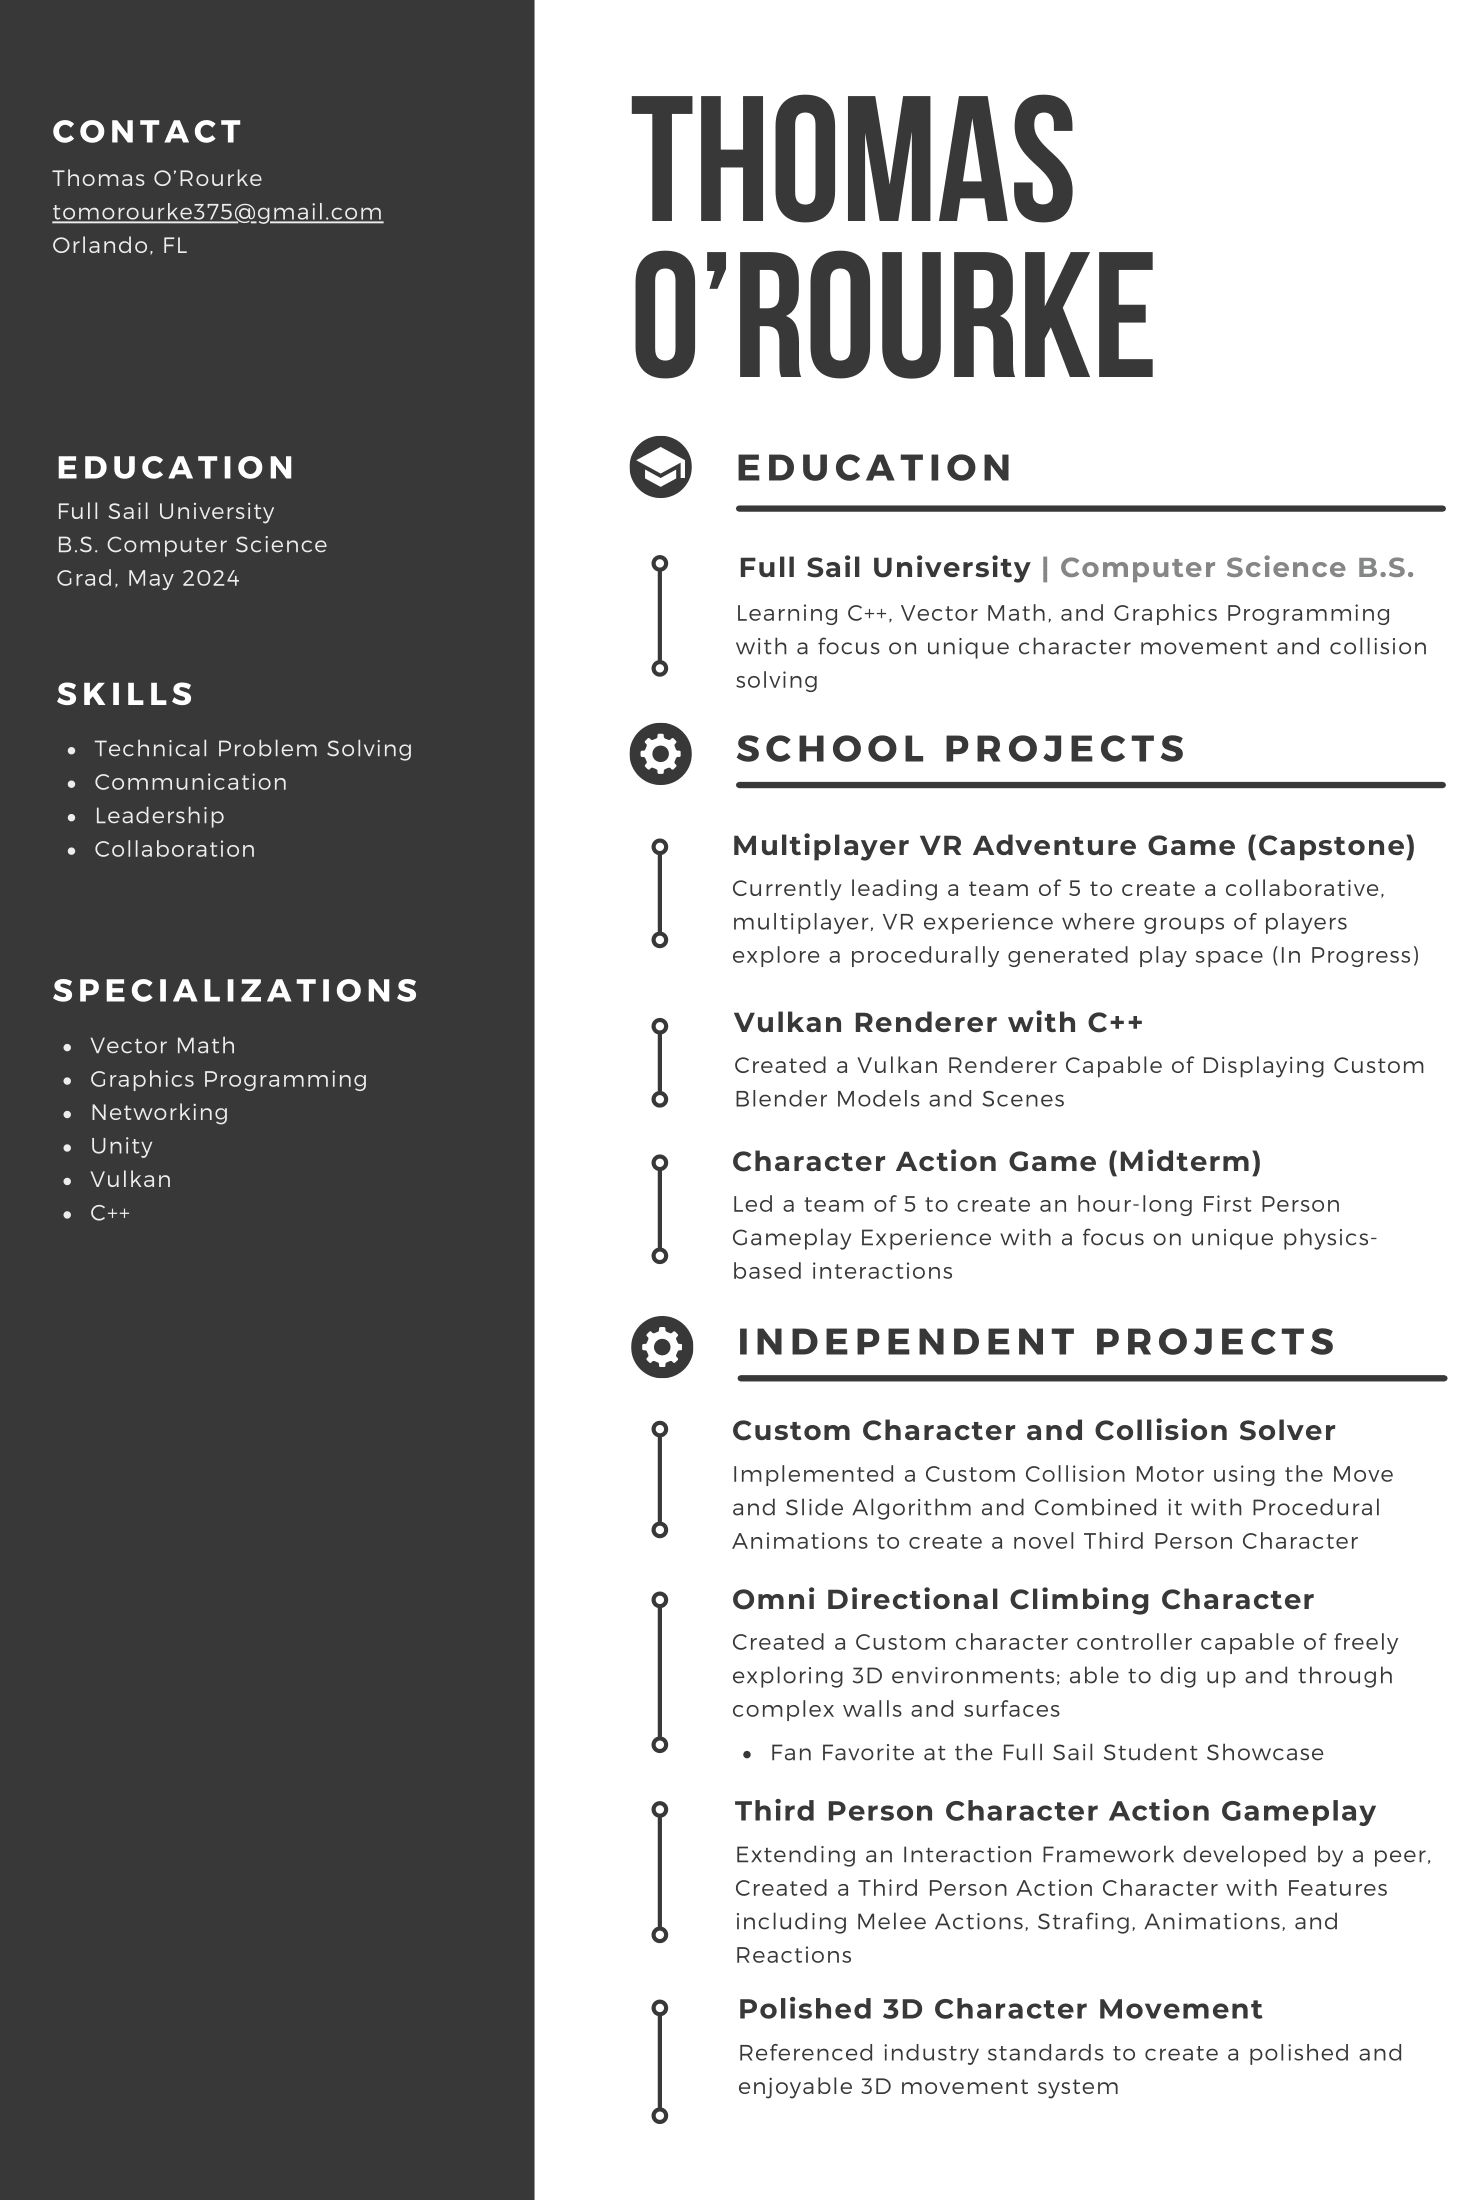 CONTACT
Thomas O’Rourke
tomorourke375@gmail.com
Orlando, FL
EDUCATION
Full Sail University
B.S. Computer Science
Grad, May 2024
SKILLS
Technical Problem Solving
Communication
Leadership
Collaboration
SPECIALIZATIONS
Vector Math
Graphics Programming
Networking
Unity
Vulkan
C++
THOMAS
O’ROURKE
EDUCATION
Full Sail University | Computer Science B.S.
Learning C++, Vector Math, and Graphics Programming
with a focus on unique character movement and collision
solving
SCHOOL PROJECTS
Multiplayer VR Adventure Game (Capstone)
Currently leading a team of 5 to create a collaborative,
multiplayer, VR experience where groups of players
explore a procedurally generated play space (In Progress)
Vulkan Renderer with C++
Created a Vulkan Renderer Capable of Displaying Custom
Blender Models and Scenes
Character Action Game (Midterm)
Led a team of 5 to create an hour-long First Person
Gameplay Experience with a focus on unique physics-
based interactions
INDEPENDENT PROJECTS
Custom Character and Collision Solver
Implemented a Custom Collision Motor using the Move
and Slide Algorithm and Combined it with Procedural
Animations to create a novel Third Person Character
Omni Directional Climbing Character
Created a Custom character controller capable of freely
exploring 3D environments; able to dig up and through
complex walls and surfaces
Fan Favorite at the Full Sail Student Showcase
Third Person Character Action Gameplay
Extending an Interaction Framework developed by a peer,
Created a Third Person Action Character with Features
including Melee Actions, Strafing, Animations, and
Reactions
Polished 3D Character Movement
Referenced industry standards to create a polished and
enjoyable 3D movement system